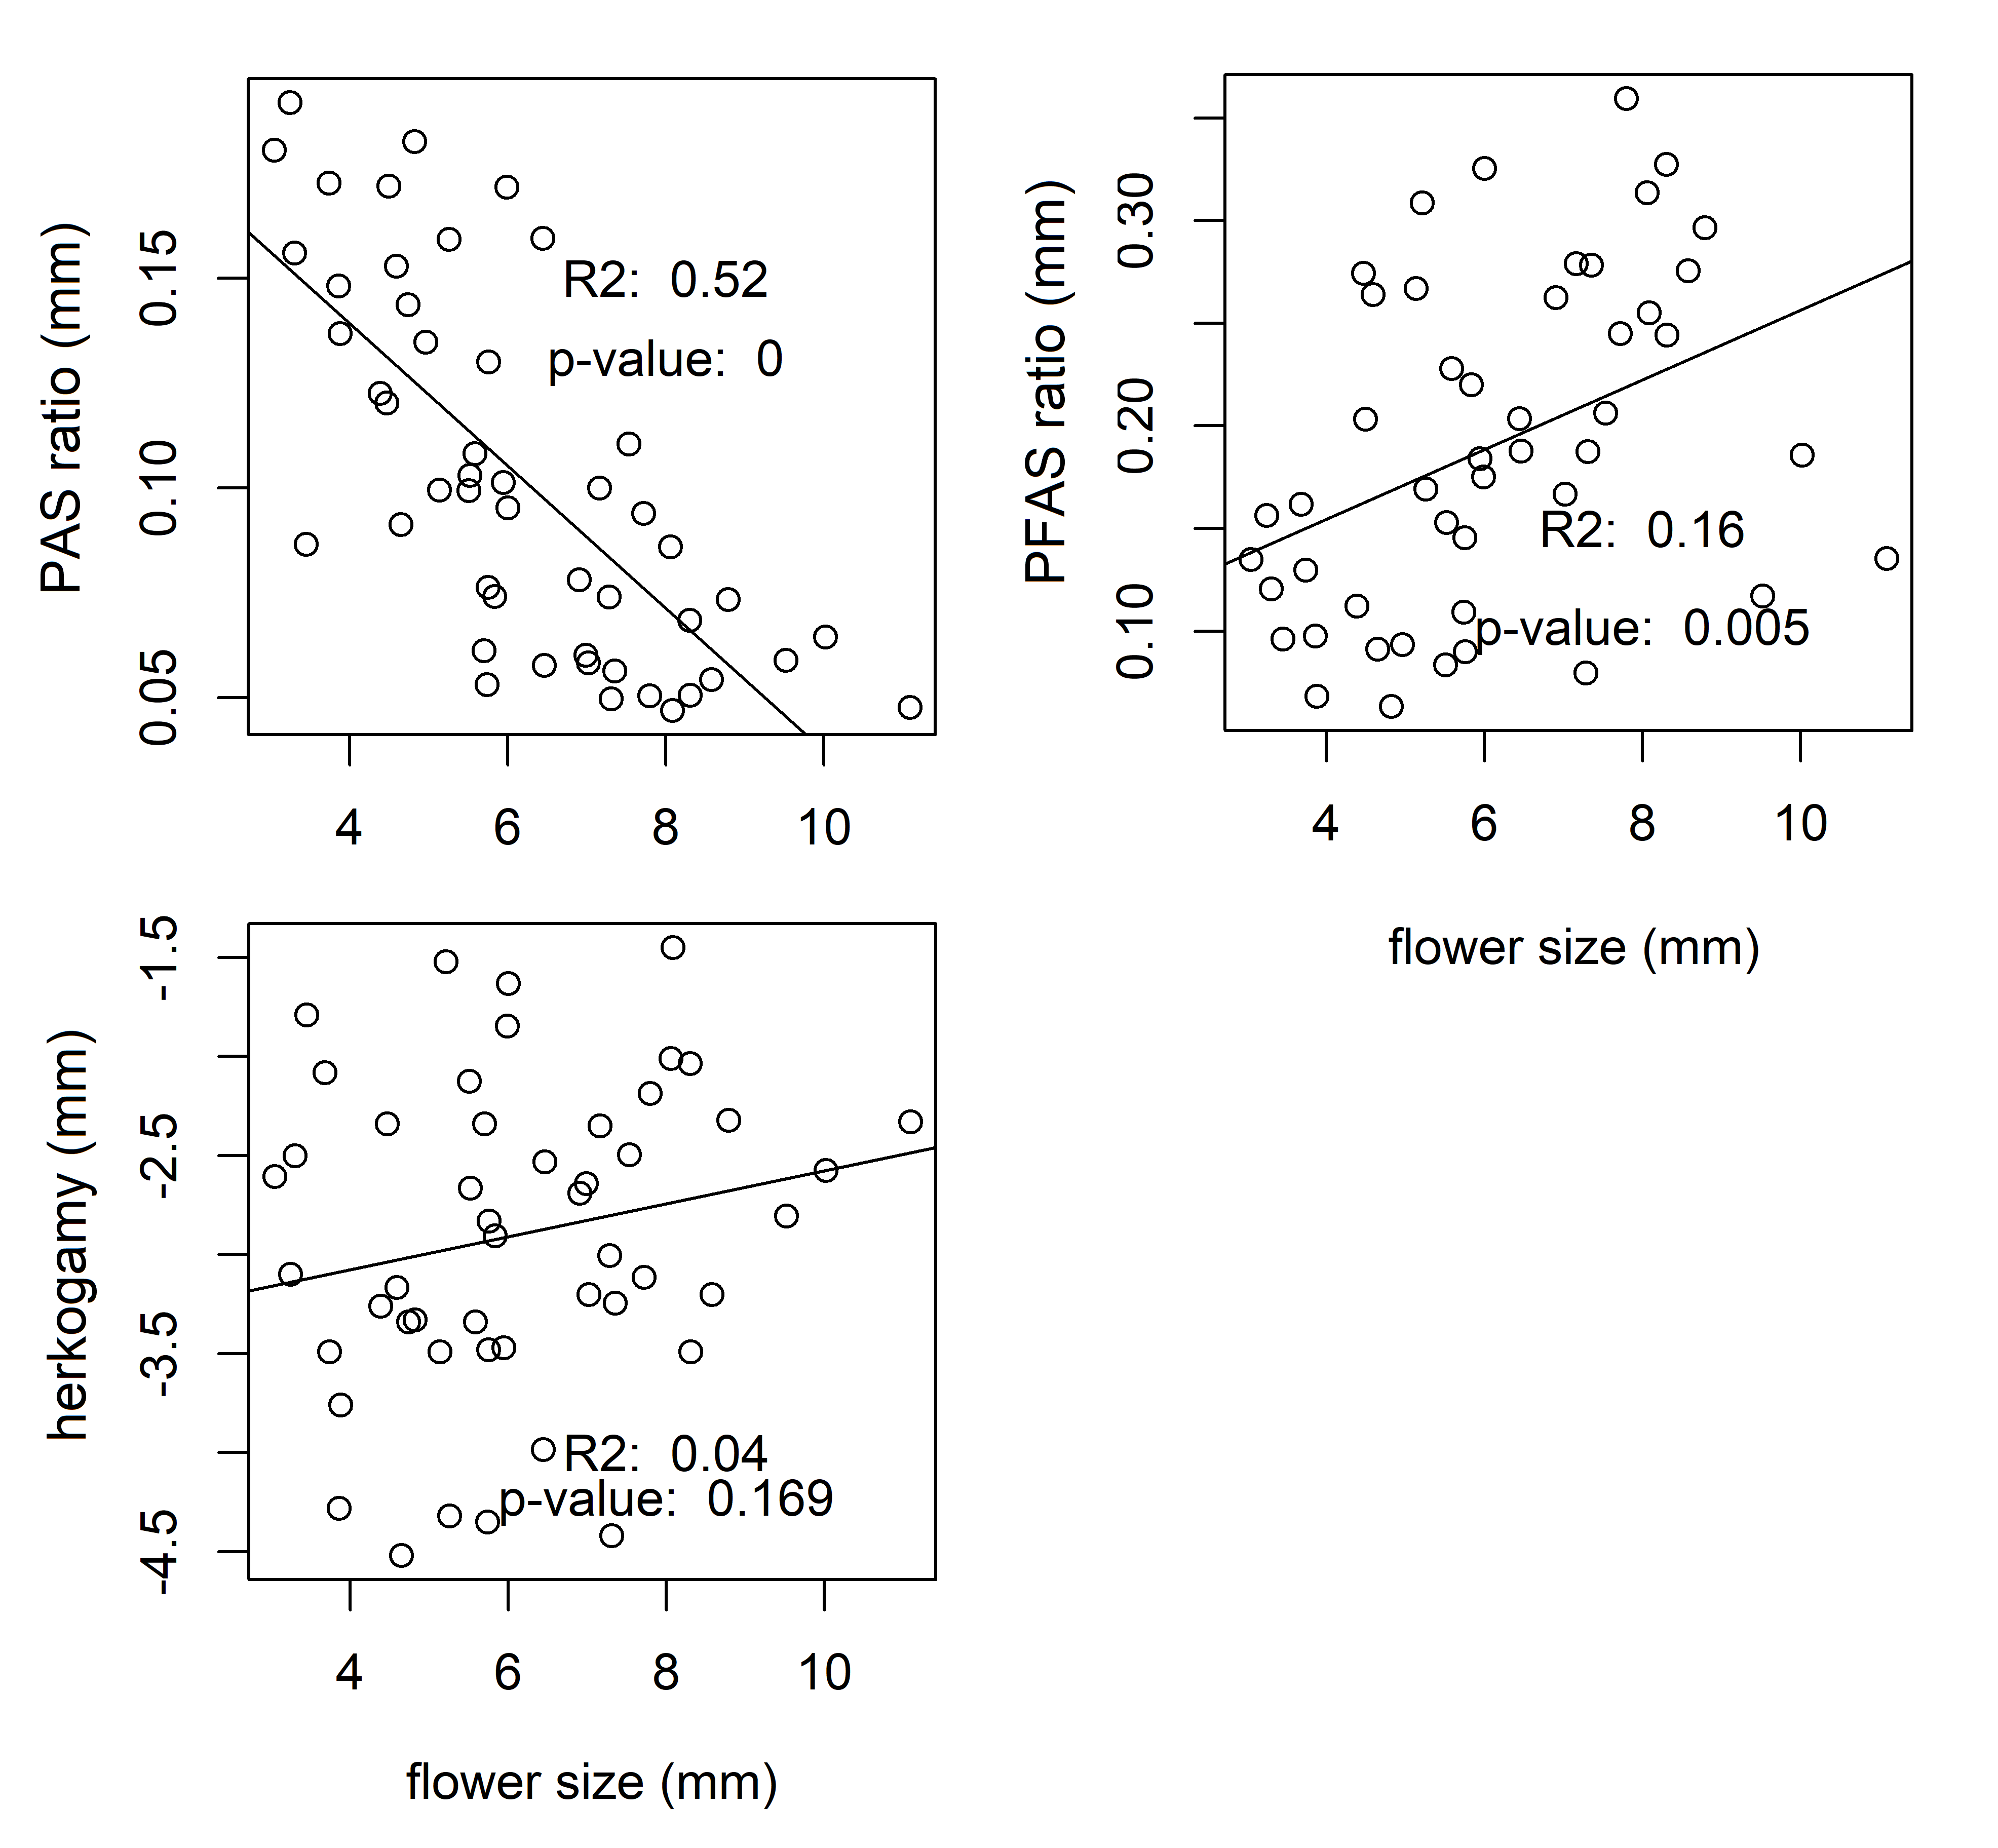 PAS ratio (mm)
0.15
0.10
0.05
R2: 0.52
p-value: 0
4 6 8 10
PFAS ratio (mm)
0.30
0.20
0.10
R2: 0.16
p-value: 0.005
4 6 8 10
flower size (mm)
herkogamy (mm)
-1.5
-2.5
-3.5
-4.5
R2: 0.04
p-value: 0.169
4 6 8 10
flower size (mm)